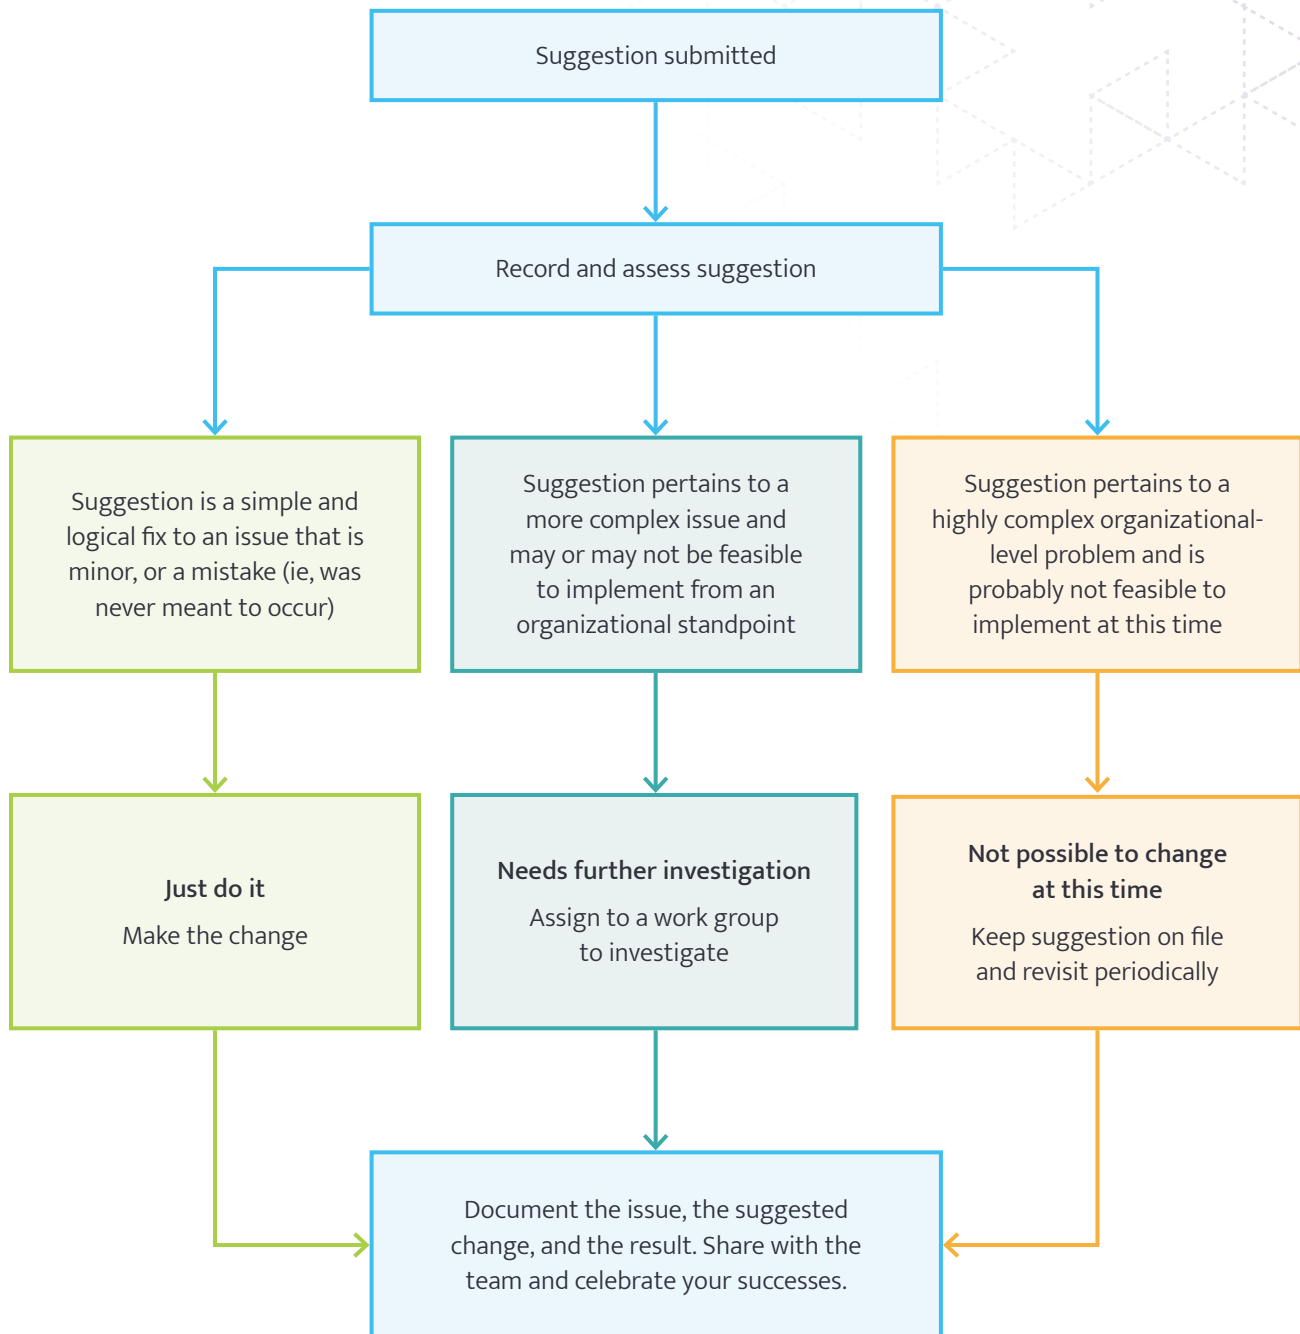 Suggestion submitted
Record and assess suggestion
Suggestion is a simple and
logical fix to an issue that is
minor, or a mistake (ie, was
never meant to occur)
Suggestion pertains to a
more complex issue and
may or may not be feasible
to implement from an
organizational standpoint
Suggestion pertains to a
highly complex organizational-
level problem and is
probably not feasible to
implement at this time
Just do it
Make the change
Needs further investigation
Assign to a work group
to investigate
Not possible to change
at this time
Keep suggestion on file
and revisit periodically
Document the issue, the suggested
change, and the result. Share with the
team and celebrate your successes.